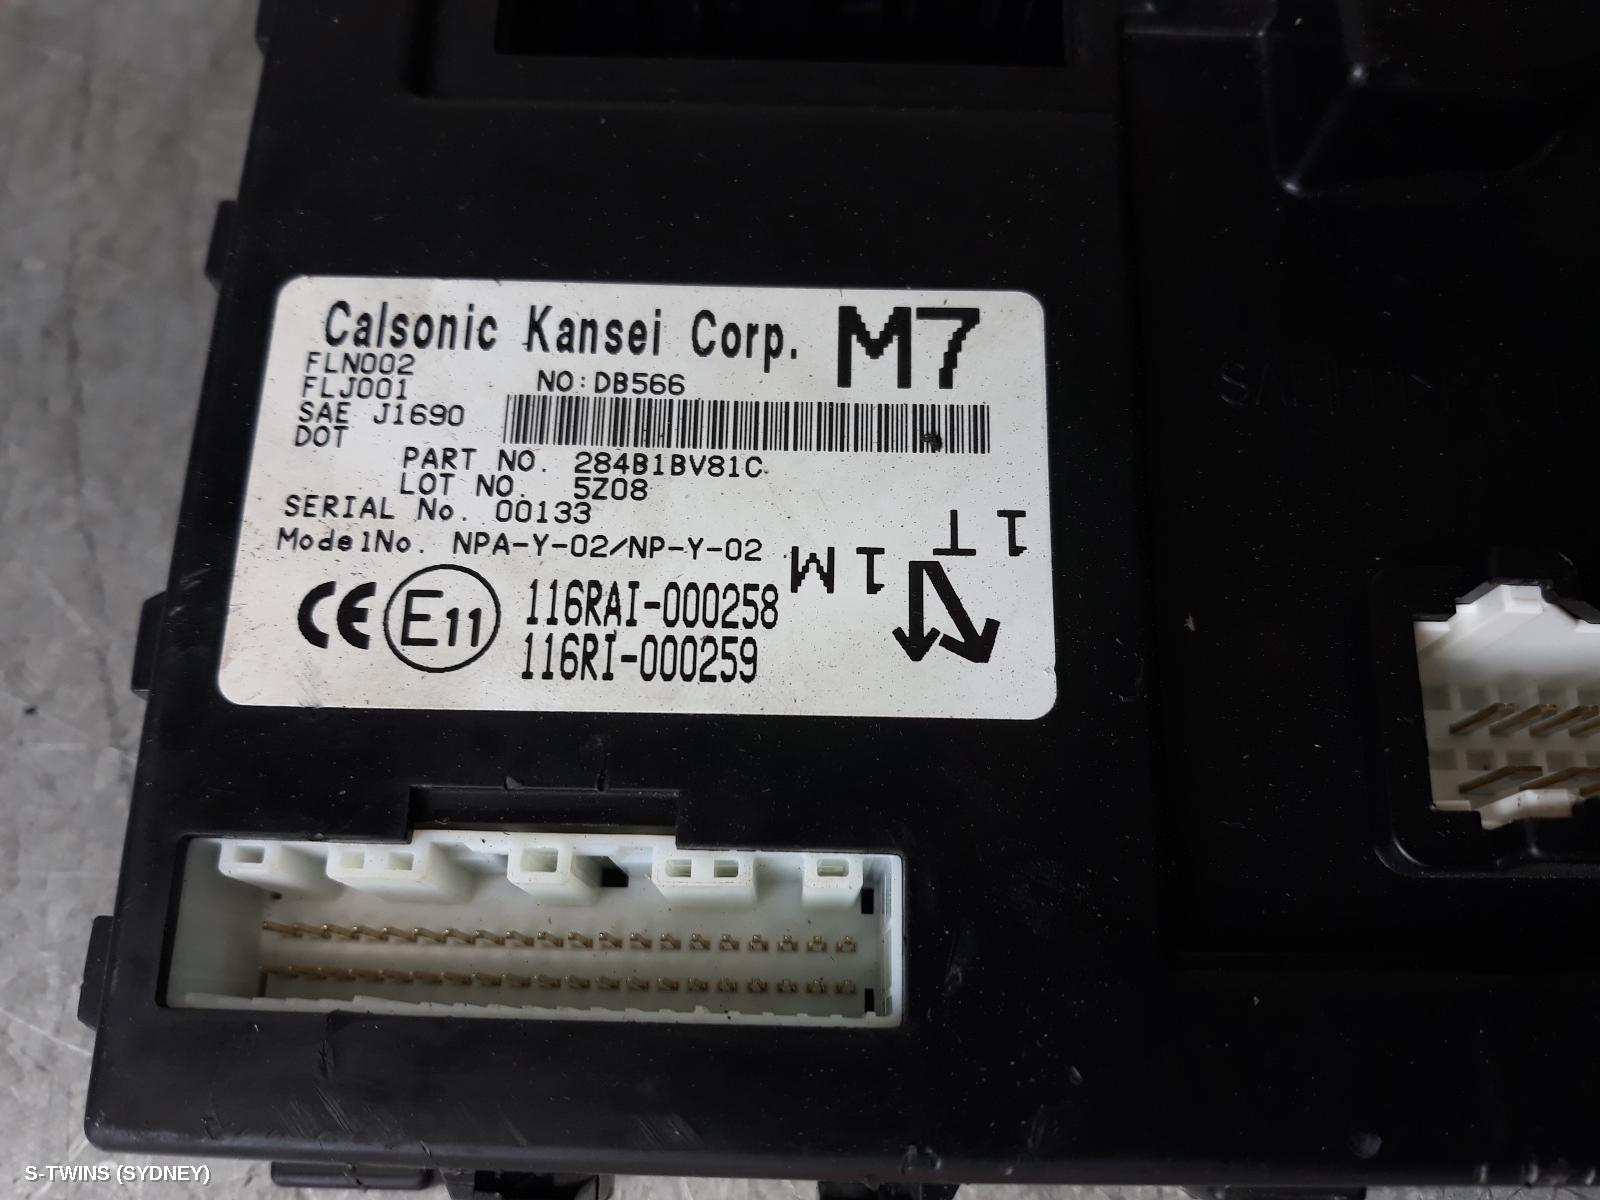 Calsonic Kansei Corp. M7
FLN002
FLJ001 NO:DB566
SAE J1690
DOT
PART NO. 284B1BV81C
LOT NO. 5Z08
SERIAL No. 00133
ModelNo. NPA-Y-02/NP-Y-02
1T
1M
CE E11 116RAI-000258
116RI-000259
S-TWINS (SYDNEY)